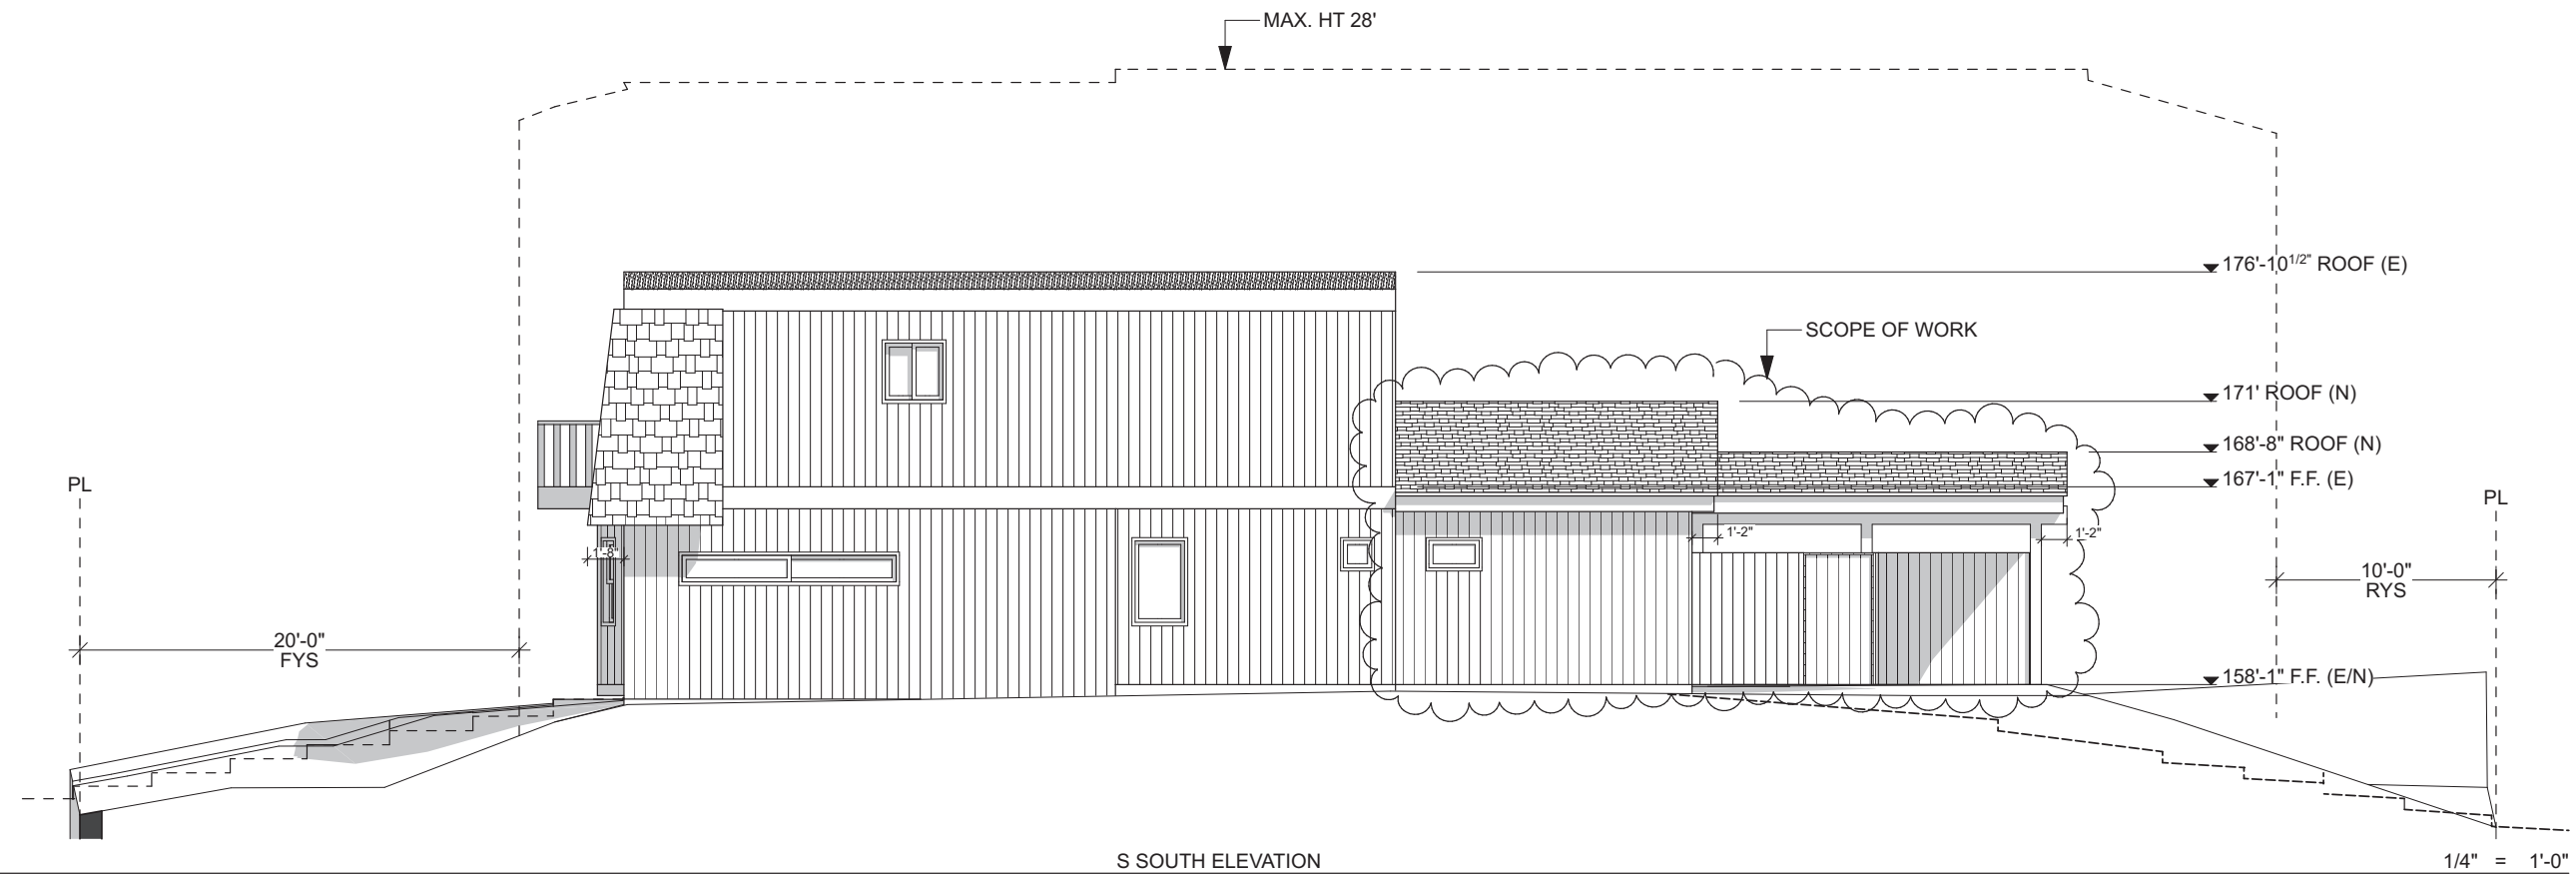 MAX. HT 28'
176'-10 1/2" ROOF (E)
SCOPE OF WORK
171' ROOF (N)
168'-8" ROOF (N)
167'-1" F.F. (E)
PL
PL
1'-2"
1'-2"
1'-8"
10'-0"
RYS
20'-0"
FYS
158'-1" F.F. (E/N)
S SOUTH ELEVATION
1/4" = 1'-0"